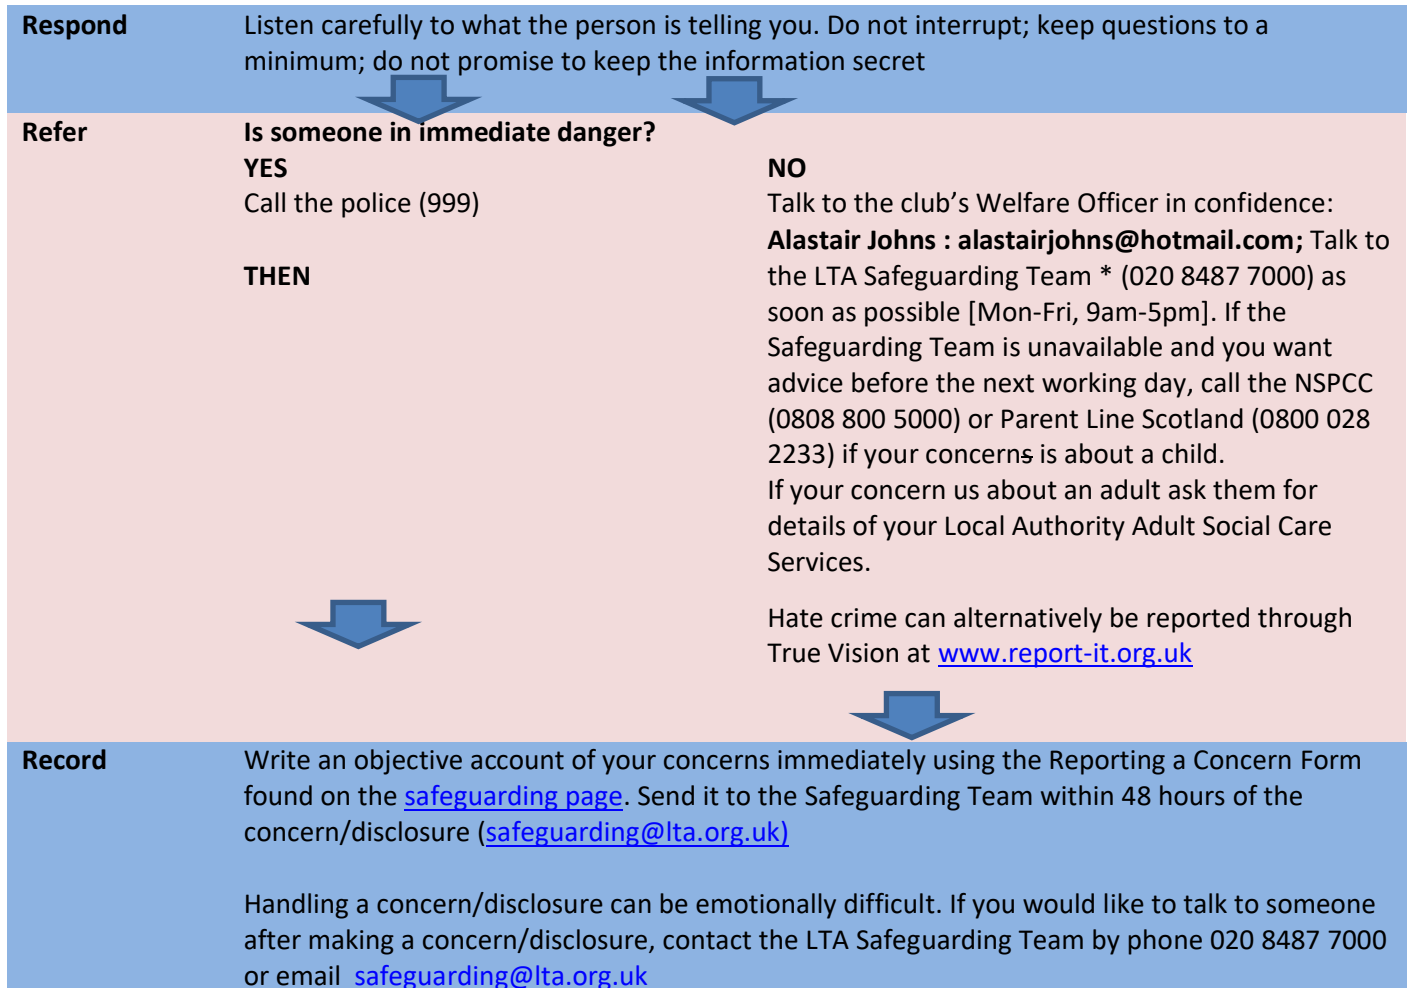 Respond
Listen carefully to what the person is telling you. Do not interrupt; keep questions to a
minimum; do not promise to keep the information secret
Refer
Is someone in immediate danger?
YES
Call the police (999)
THEN
NO
Talk to the club’s Welfare Officer in confidence:
Alastair Johns : alastairjohns@hotmail.com; Talk to
the LTA Safeguarding Team * (020 8487 7000) as
soon as possible [Mon-Fri, 9am-5pm]. If the
Safeguarding Team is unavailable and you want
advice before the next working day, call the NSPCC
(0808 800 5000) or Parent Line Scotland (0800 028
2233) if your concerns is about a child.
If your concern us about an adult ask them for
details of your Local Authority Adult Social Care
Services.
Hate crime can alternatively be reported through
True Vision at www.report-it.org.uk
Record
Write an objective account of your concerns immediately using the Reporting a Concern Form
found on the safeguarding page. Send it to the Safeguarding Team within 48 hours of the
concern/disclosure (safeguarding@lta.org.uk)
Handling a concern/disclosure can be emotionally difficult. If you would like to talk to someone
after making a concern/disclosure, contact the LTA Safeguarding Team by phone 020 8487 7000
or email safeguarding@lta.org.uk